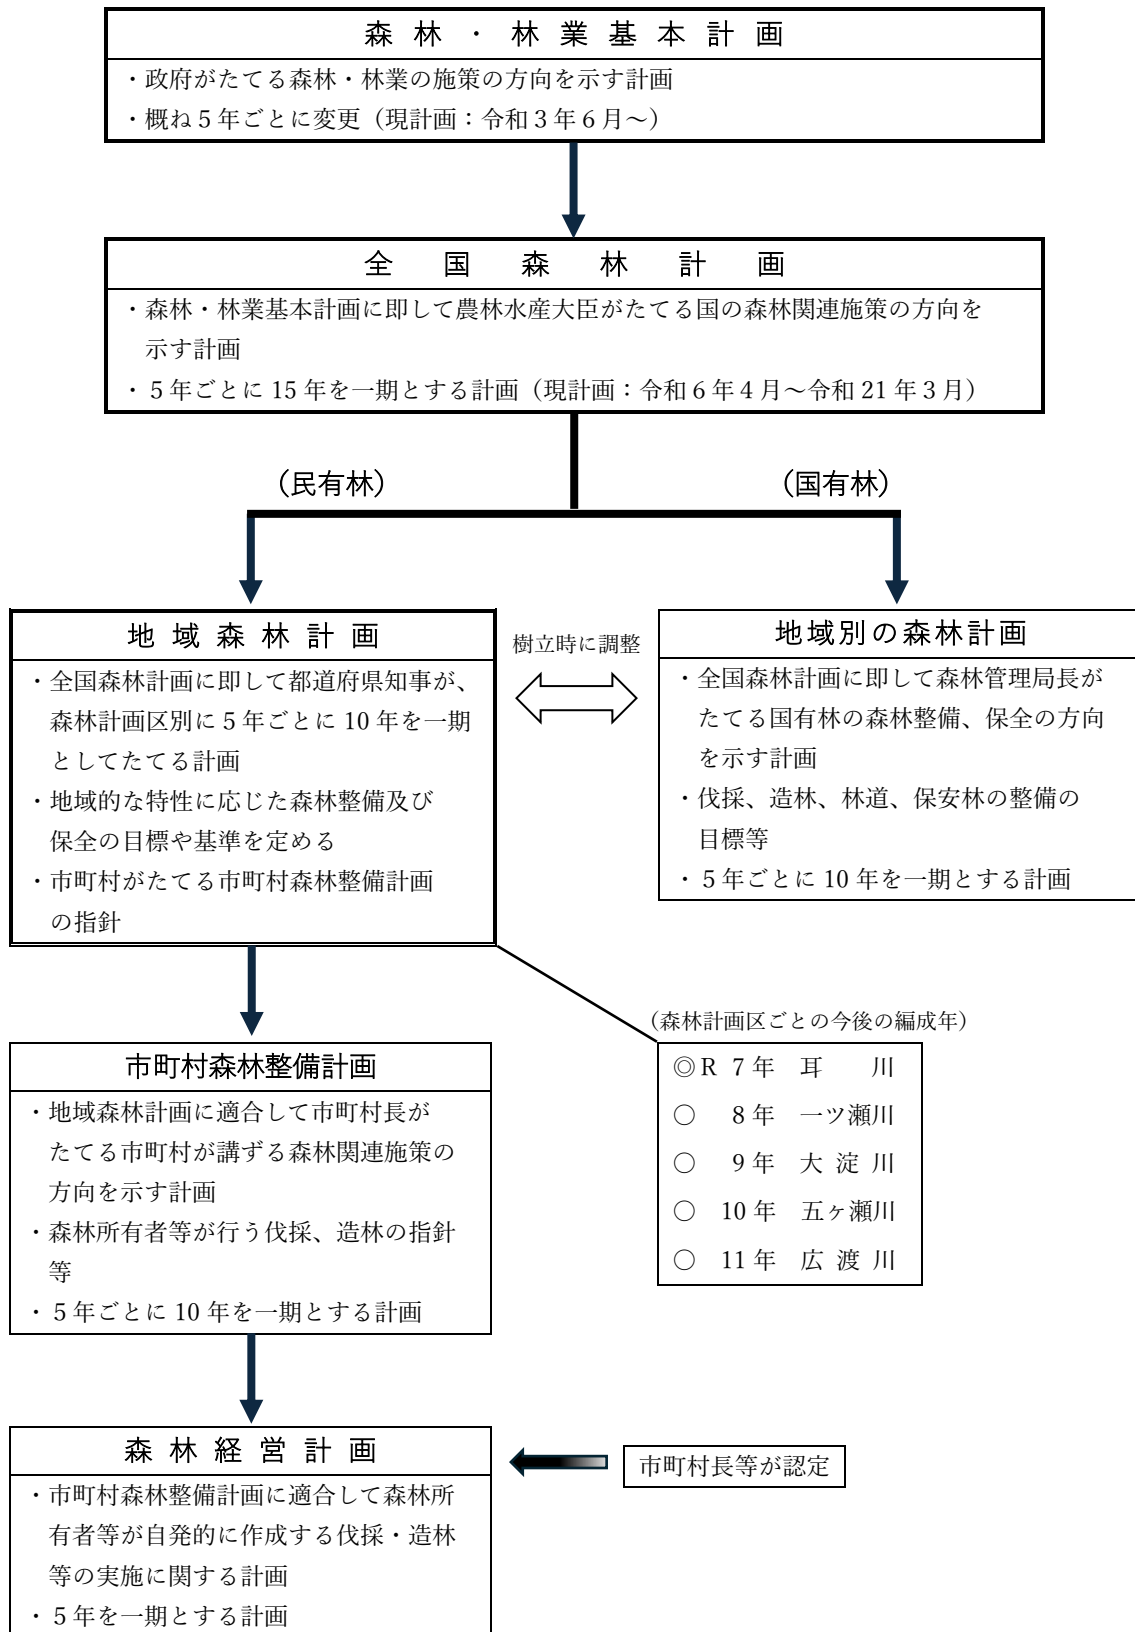 森林・林業基本計画
・政府がたてる森林・林業の施策の方向を示す計画
・概ね５年ごとに変更（現計画：令和３年６月～）
全国森林計画
・森林・林業基本計画に即して農林水産大臣がたてる国の森林関連施策の方向を
示す計画
・５年ごとに 15 年を一期とする計画（現計画：令和６年４月～令和 21 年３月）
（民有林）
（国有林）
地域森林計画
・全国森林計画に即して都道府県知事が、
森林計画区別に５年ごとに 10 年を一期
としてたてる計画
・地域的な特性に応じた森林整備及び
保全の目標や基準を定める
・市町村がたてる市町村森林整備計画
の指針
樹立時に調整
地域別の森林計画
・全国森林計画に即して森林管理局長が
たてる国有林の森林整備、保全の方向
を示す計画
・伐採、造林、林道、保安林の整備の
目標等
・５年ごとに 10 年を一期とする計画
（森林計画区ごとの今後の編成年）
◎R ７年 耳　　川
○ ８年 一ツ瀬川
○ ９年 大 淀 川
○ 10 年 五ヶ瀬川
○ 11 年 広 渡 川
市町村森林整備計画
・地域森林計画に適合して市町村長が
たてる市町村が講ずる森林関連施策の
方向を示す計画
・森林所有者等が行う伐採、造林の指針
等
・５年ごとに 10 年を一期とする計画
森林経営計画
・市町村森林整備計画に適合して森林所
有者等が自発的に作成する伐採・造林
等の実施に関する計画
・５年を一期とする計画
市町村長等が認定